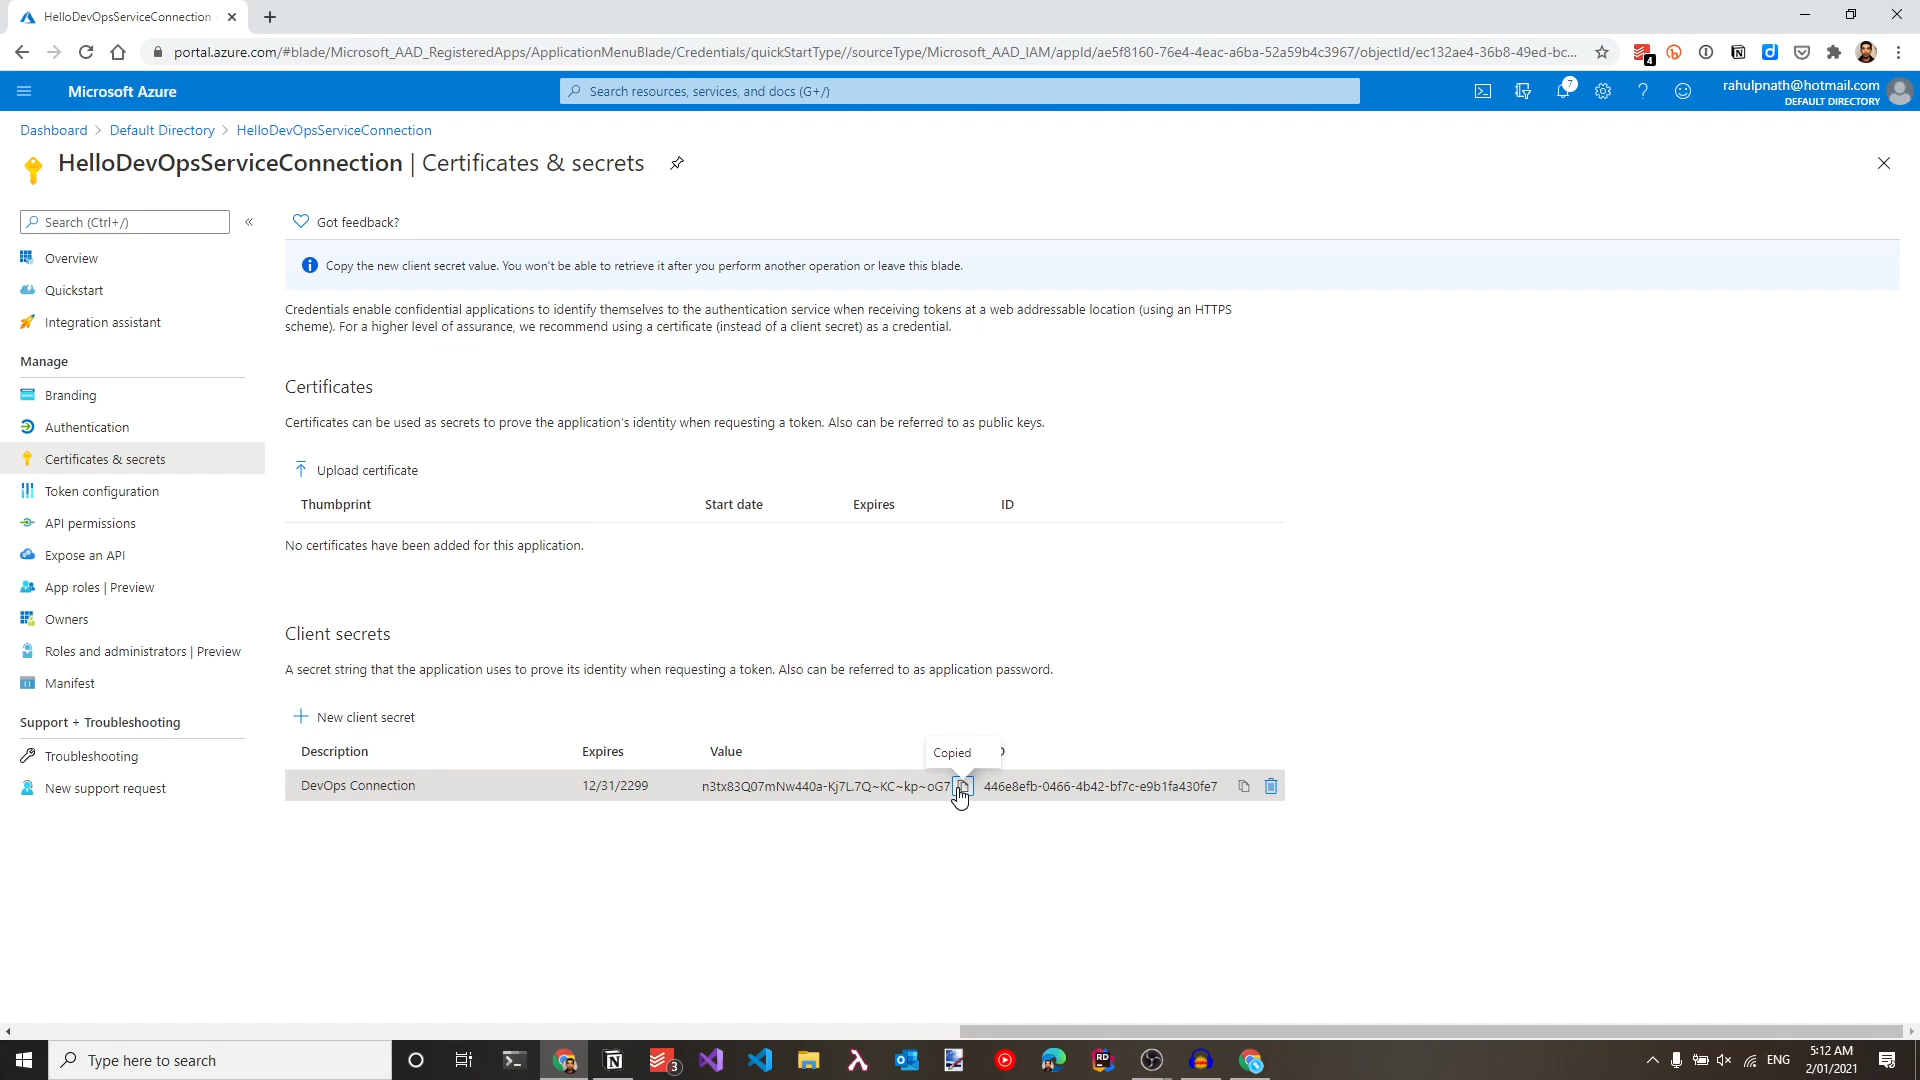 HelloDevOpsServiceConnection
portal.azure.com/#blade/Microsoft_AAD_RegisteredApps/ApplicationMenuBlade/Credentials/quickStartType//sourceType/Microsoft_AAD_IAM/appId/ae5f8160-76e4-4eac-a6ba-52a59b4c3967/objectId/ec132ae4-36b8-49ed-bc...
4
Microsoft Azure
Search resources, services, and docs (G+/)
7
rahulpnath@hotmail.com
DEFAULT DIRECTORY
Dashboard > Default Directory > HelloDevOpsServiceConnection
HelloDevOpsServiceConnection | Certificates & secrets
Search (Ctrl+/)
Got feedback?
Overview
Copy the new client secret value. You won't be able to retrieve it after you perform another operation or leave this blade.
Quickstart
Integration assistant
Credentials enable confidential applications to identify themselves to the authentication service when receiving tokens at a web addressable location (using an HTTPS
scheme). For a higher level of assurance, we recommend using a certificate (instead of a client secret) as a credential.
Manage
Branding
Authentication
Certificates & secrets
Token configuration
API permissions
Expose an API
App roles | Preview
Owners
Roles and administrators | Preview
Manifest
Support + Troubleshooting
Troubleshooting
New support request
Certificates
Certificates can be used as secrets to prove the application's identity when requesting a token. Also can be referred to as public keys.
Upload certificate
Thumbprint Start date Expires ID
No certificates have been added for this application.
Client secrets
A secret string that the application uses to prove its identity when requesting a token. Also can be referred to as application password.
New client secret
Description Expires Value
Copied
DevOps Connection 12/31/2299 n3tx83Q07mNw440a-Kj7L.7Q~KC~kp~oG7 446e8efb-0466-4b42-bf7c-e9b1fa430fe7
Type here to search
3
RD
ENG
5:12 AM
2/01/2021